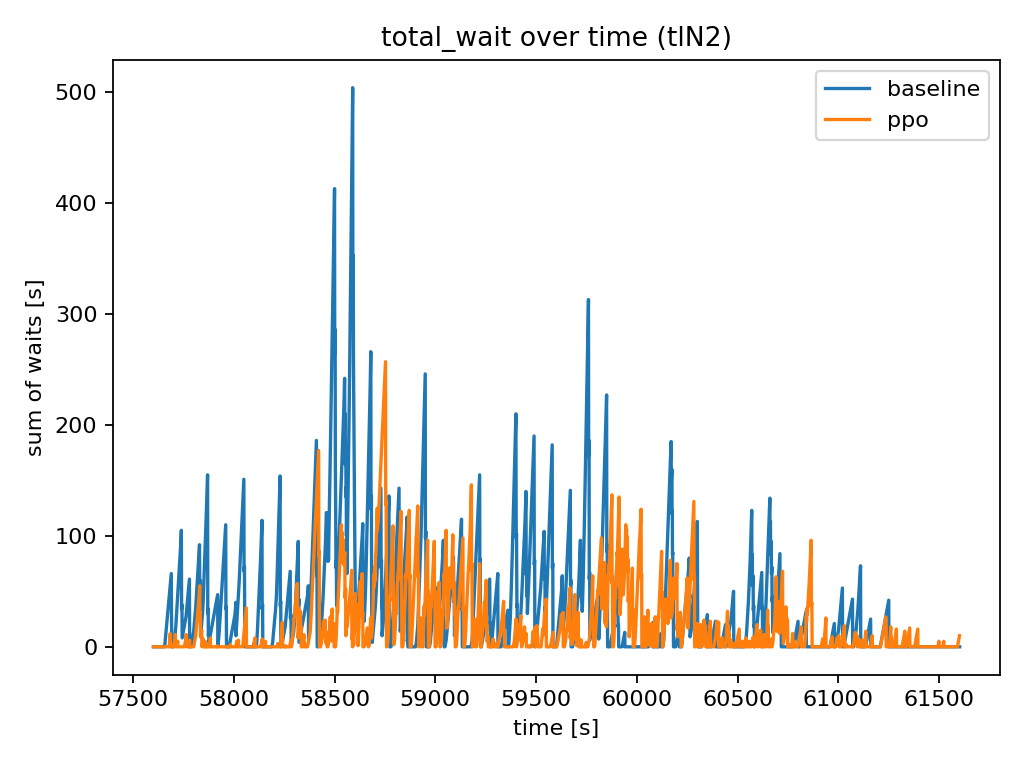 total_wait over time (tlN2)
baseline
ppo
sum of waits [s]
500
400
300
200
100
0
57500 58000 58500 59000 59500 60000 60500 61000 61500
time [s]